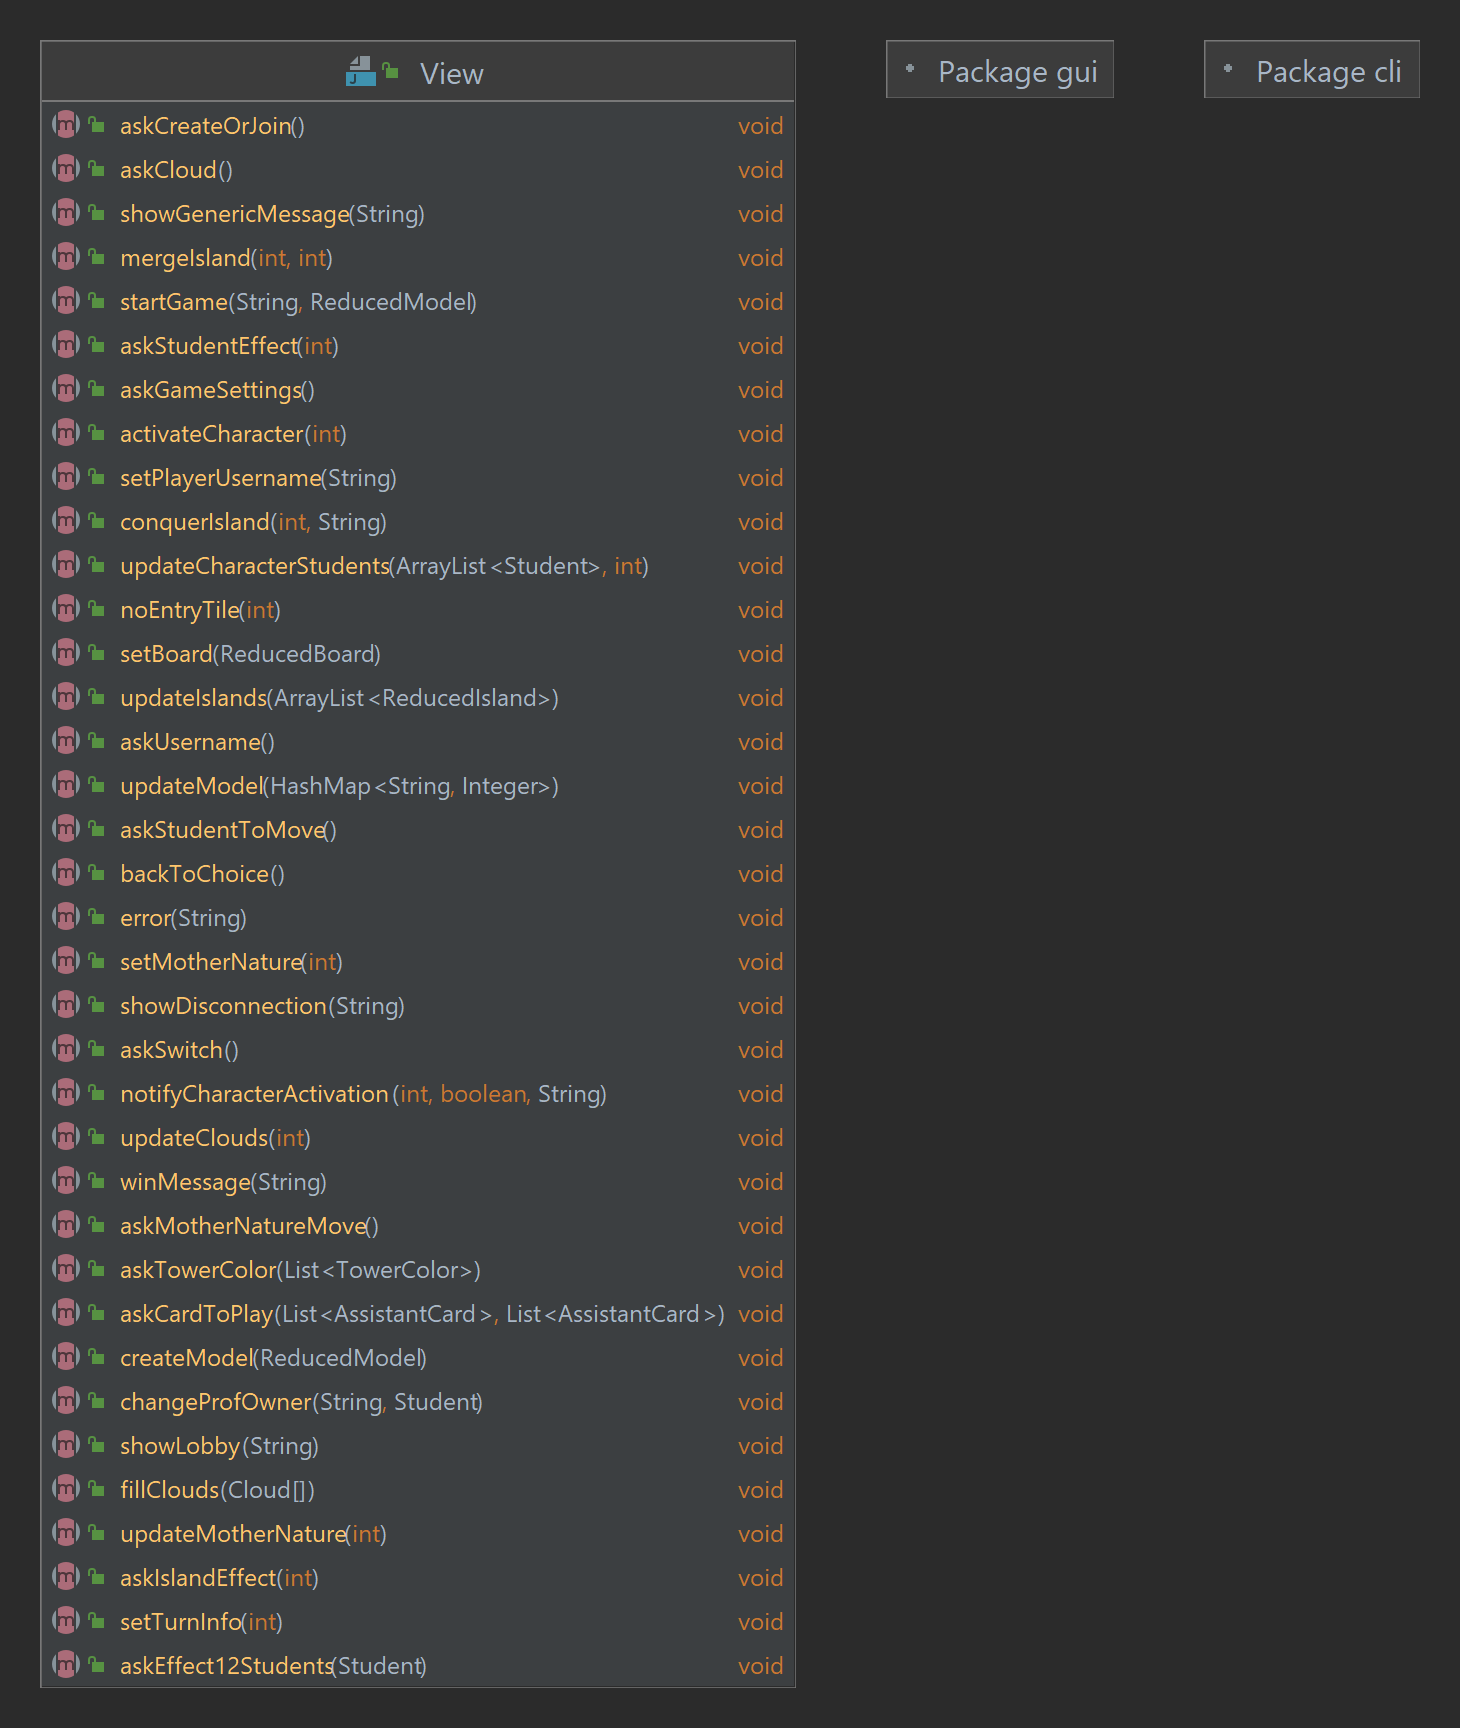 View
Package gui
Package cli
askCreateOrJoin() void
askCloud() void
showGenericMessage(String) void
mergeIsland(int, int) void
startGame(String, ReducedModel) void
askStudentEffect(int) void
askGameSettings() void
activateCharacter(int) void
setPlayerUsername(String) void
conquerIsland(int, String) void
updateCharacterStudents(ArrayList<Student>, int) void
noEntryTile(int) void
setBoard(ReducedBoard) void
updateIslands(ArrayList<ReducedIsland>) void
askUsername() void
updateModel(HashMap<String, Integer>) void
askStudentToMove() void
backToChoice() void
error(String) void
setMotherNature(int) void
showDisconnection(String) void
askSwitch() void
notifyCharacterActivation(int, boolean, String) void
updateClouds(int) void
winMessage(String) void
askMotherNatureMove() void
askTowerColor(List<TowerColor>) void
askCardToPlay(List<AssistantCard>, List<AssistantCard>) void
createModel(ReducedModel) void
changeProfOwner(String, Student) void
showLobby(String) void
fillClouds(Cloud[]) void
updateMotherNature(int) void
askIslandEffect(int) void
setTurnInfo(int) void
askEffect12Students(Student) void